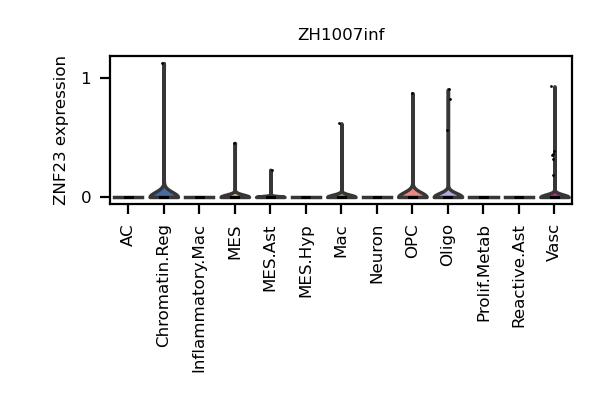 ZH1007inf
ZNF23 expression
1
0
AC
Chromatin.Reg
Inflammatory.Mac
MES
MES.Ast
MES.Hyp
Mac
Neuron
OPC
Oligo
Prolif.Metab
Reactive.Ast
Vasc